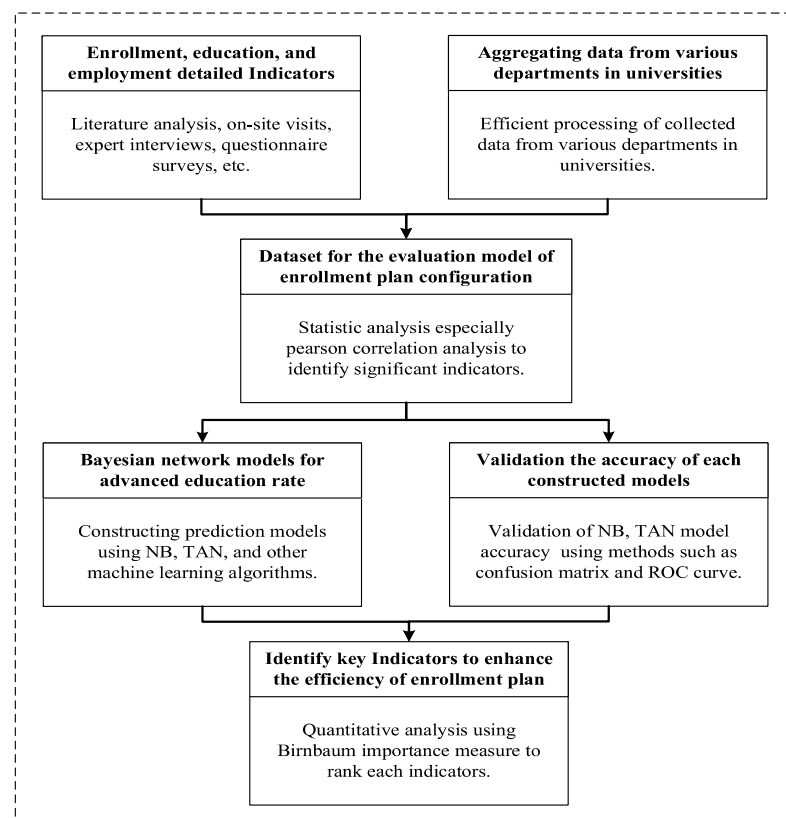 Enrollment, education, and
employment detailed Indicators
Literature analysis, on-site visits,
expert interviews, questionnaire
surveys, etc.
Aggregating data from various
departments in universities
Efficient processing of collected
data from various departments in
universities.
Dataset for the evaluation model of
enrollment plan configuration
Statistic analysis especially
pearson correlation analysis to
identify significant indicators.
Bayesian network models for
advanced education rate
Constructing prediction models
using NB, TAN, and other
machine learning algorithms.
Validation the accuracy of each
constructed models
Validation of NB, TAN model
accuracy using methods such as
confusion matrix and ROC curve.
Identify key Indicators to enhance
the efficiency of enrollment plan
Quantitative analysis using
Birnbaum importance measure to
rank each indicators.